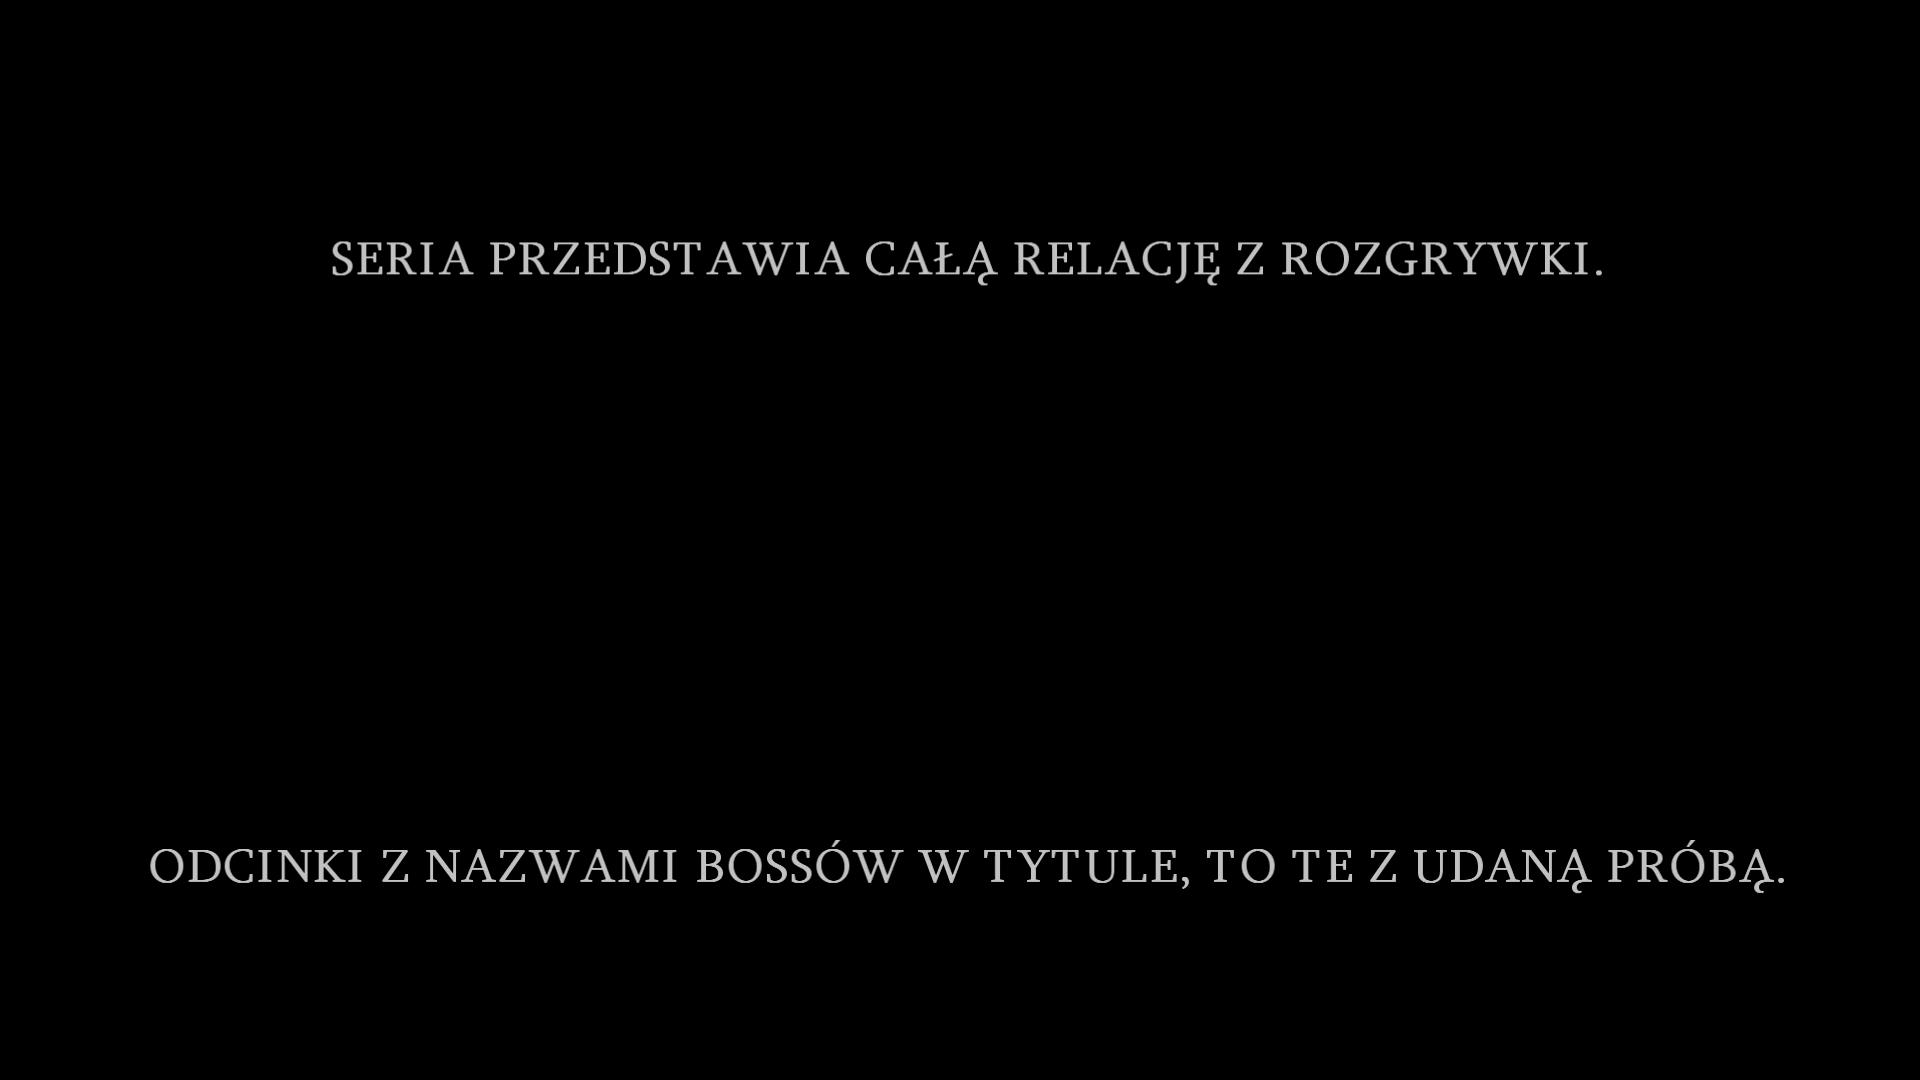 SERIA PRZEDSTAWIA CAŁĄ RELACJĘ Z ROZGRYWKI.
ODCINKI Z NAZWAMI BOSSÓW W TYTULE, TO TE Z UDANĄ PRÓBĄ.